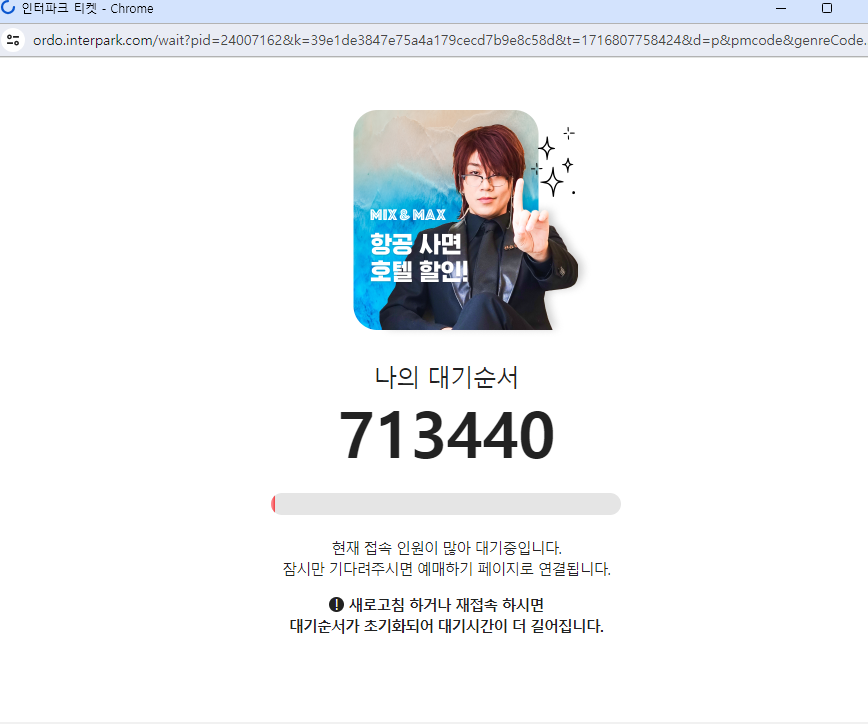 인터파크 티켓 - Chrome
ordo.interpark.com/wait?pid=24007162&k=39e1de3847e75a4a179cecd7b9e8c58d&t=1716807758424&d=p&pmcode&genreCode.
MIX & MAX
항공 사면
호텔 할인!
나의 대기순서
713440
현재 접속 인원이 많아 대기중입니다.
잠시만 기다려주시면 예매하기 페이지로 연결됩니다.
! 새로고침 하거나 재접속 하시면
대기순서가 초기화되어 대기시간이 더 길어집니다.